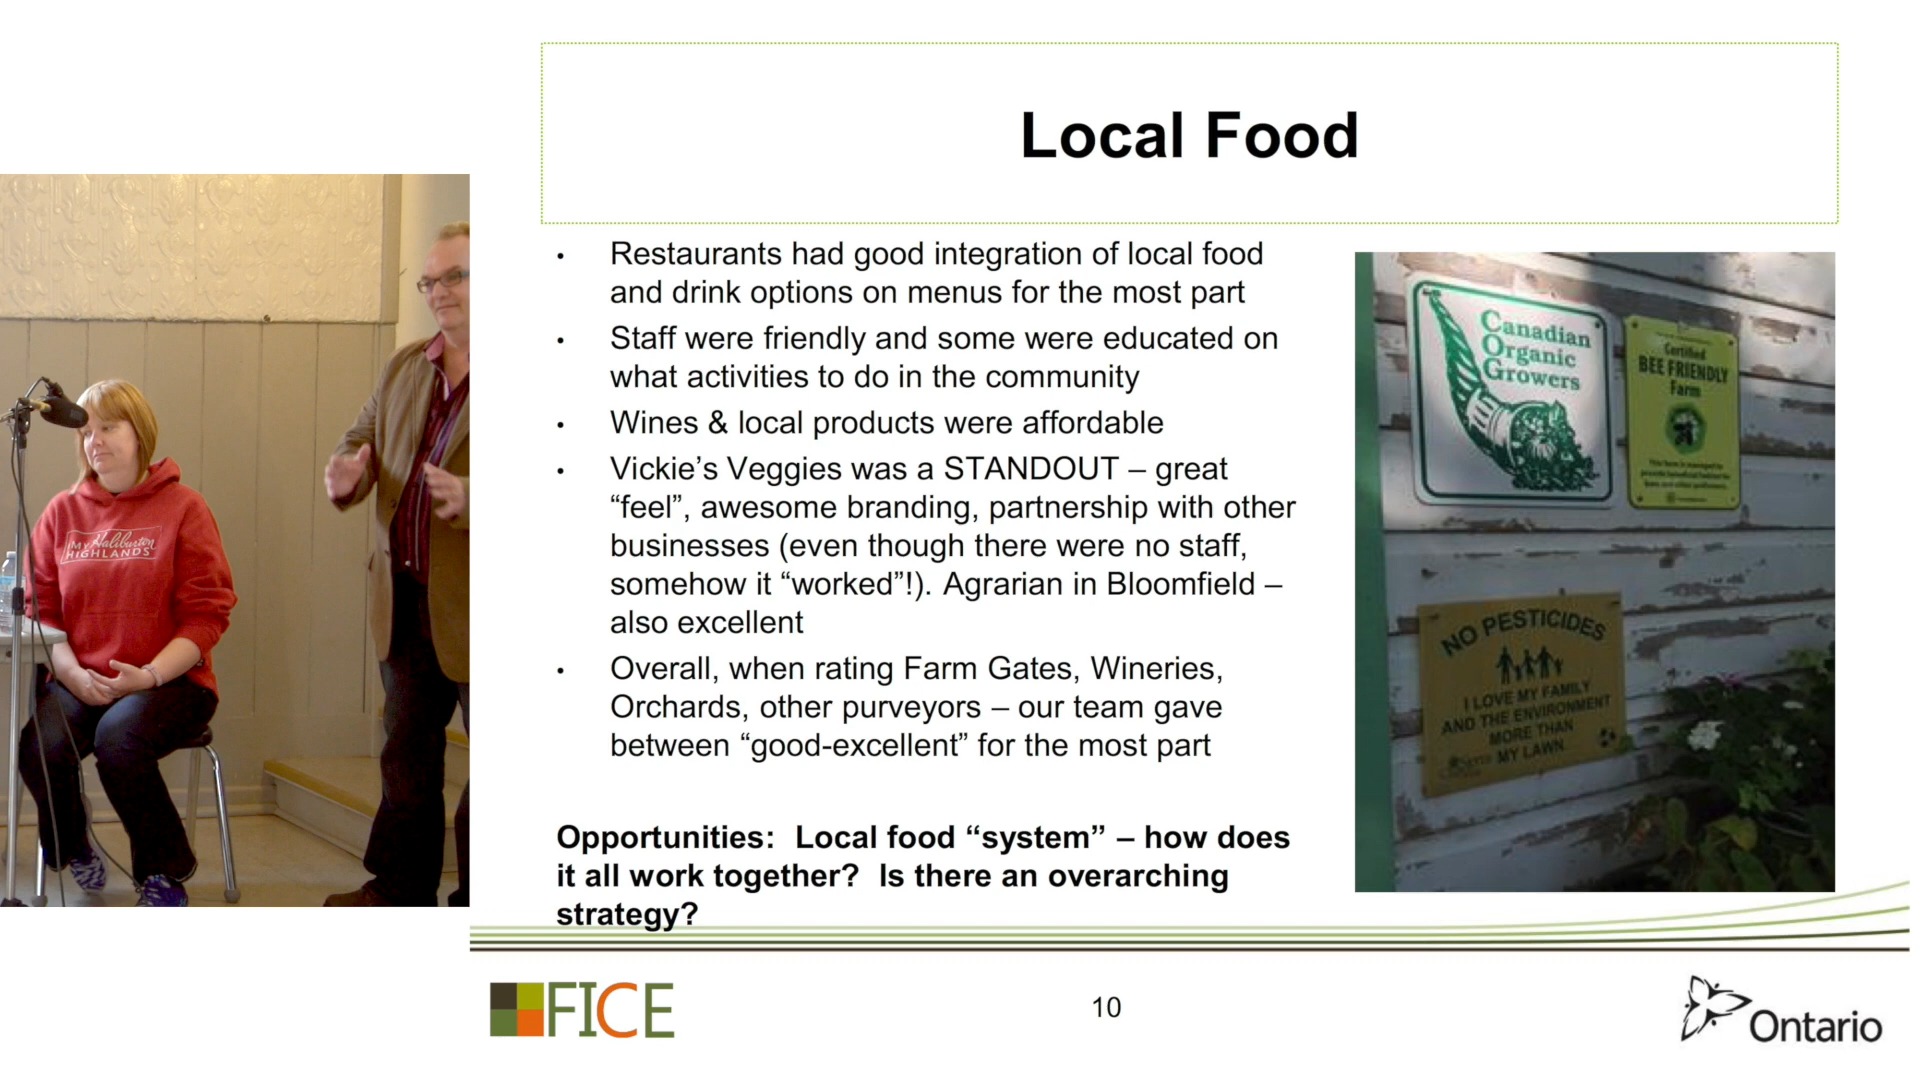 Local Food
• Restaurants had good integration of local food
and drink options on menus for the most part
• Staff were friendly and some were educated on
what activities to do in the community
• Wines & local products were affordable
• Vickie’s Veggies was a STANDOUT – great
“feel”, awesome branding, partnership with other
businesses (even though there were no staff,
somehow it “worked”!). Agrarian in Bloomfield –
also excellent
• Overall, when rating Farm Gates, Wineries,
Orchards, other purveyors – our team gave
between “good-excellent” for the most part
Opportunities: Local food “system” – how does
it all work together? Is there an overarching
strategy?
Canadian
Organic
Growers
Certified
BEE FRIENDLY
Farm
NO PESTICIDES
I LOVE MY FAMILY
AND THE ENVIRONMENT
MORE THAN
MY LAWN
MY Haliburton
HIGHLANDS
FICE
10
Ontario